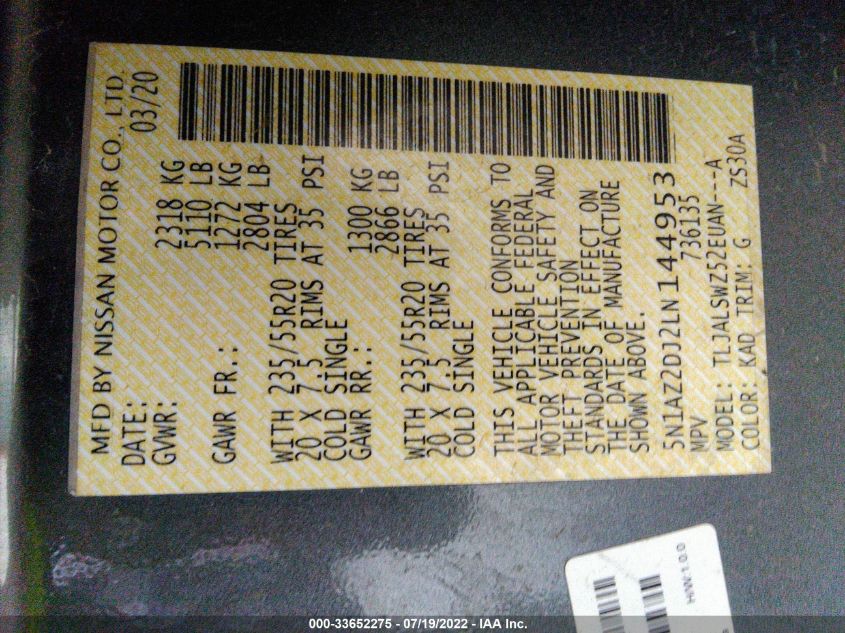 MFD BY NISSAN MOTOR CO., LTD
DATE: 03/20
GVWR: 2318 KG
5110 LB
GAWR FR.: 1272 KG
2804 LB
WITH 235/55R20 TIRES
20 X 7.5 RIMS AT 35 PSI
COLD SINGLE
GAWR RR.: 1300 KG
2866 LB
WITH 235/55R20 TIRES
20 X 7.5 RIMS AT 35 PSI
COLD SINGLE
THIS VEHICLE CONFORMS TO
ALL APPLICABLE FEDERAL
MOTOR VEHICLE SAFETY AND
THEFT PREVENTION
STANDARDS IN EFFECT ON
THE DATE OF MANUFACTURE
SHOWN ABOVE.
5N1AZ2DJ2LN144953
MPV 736135
MODEL: TLJALSWZ52EUAN---A
COLOR: KAD TRIM: G ZS30A
H/W:1.0.0
000-33652275 - 07/19/2022 - IAA Inc.